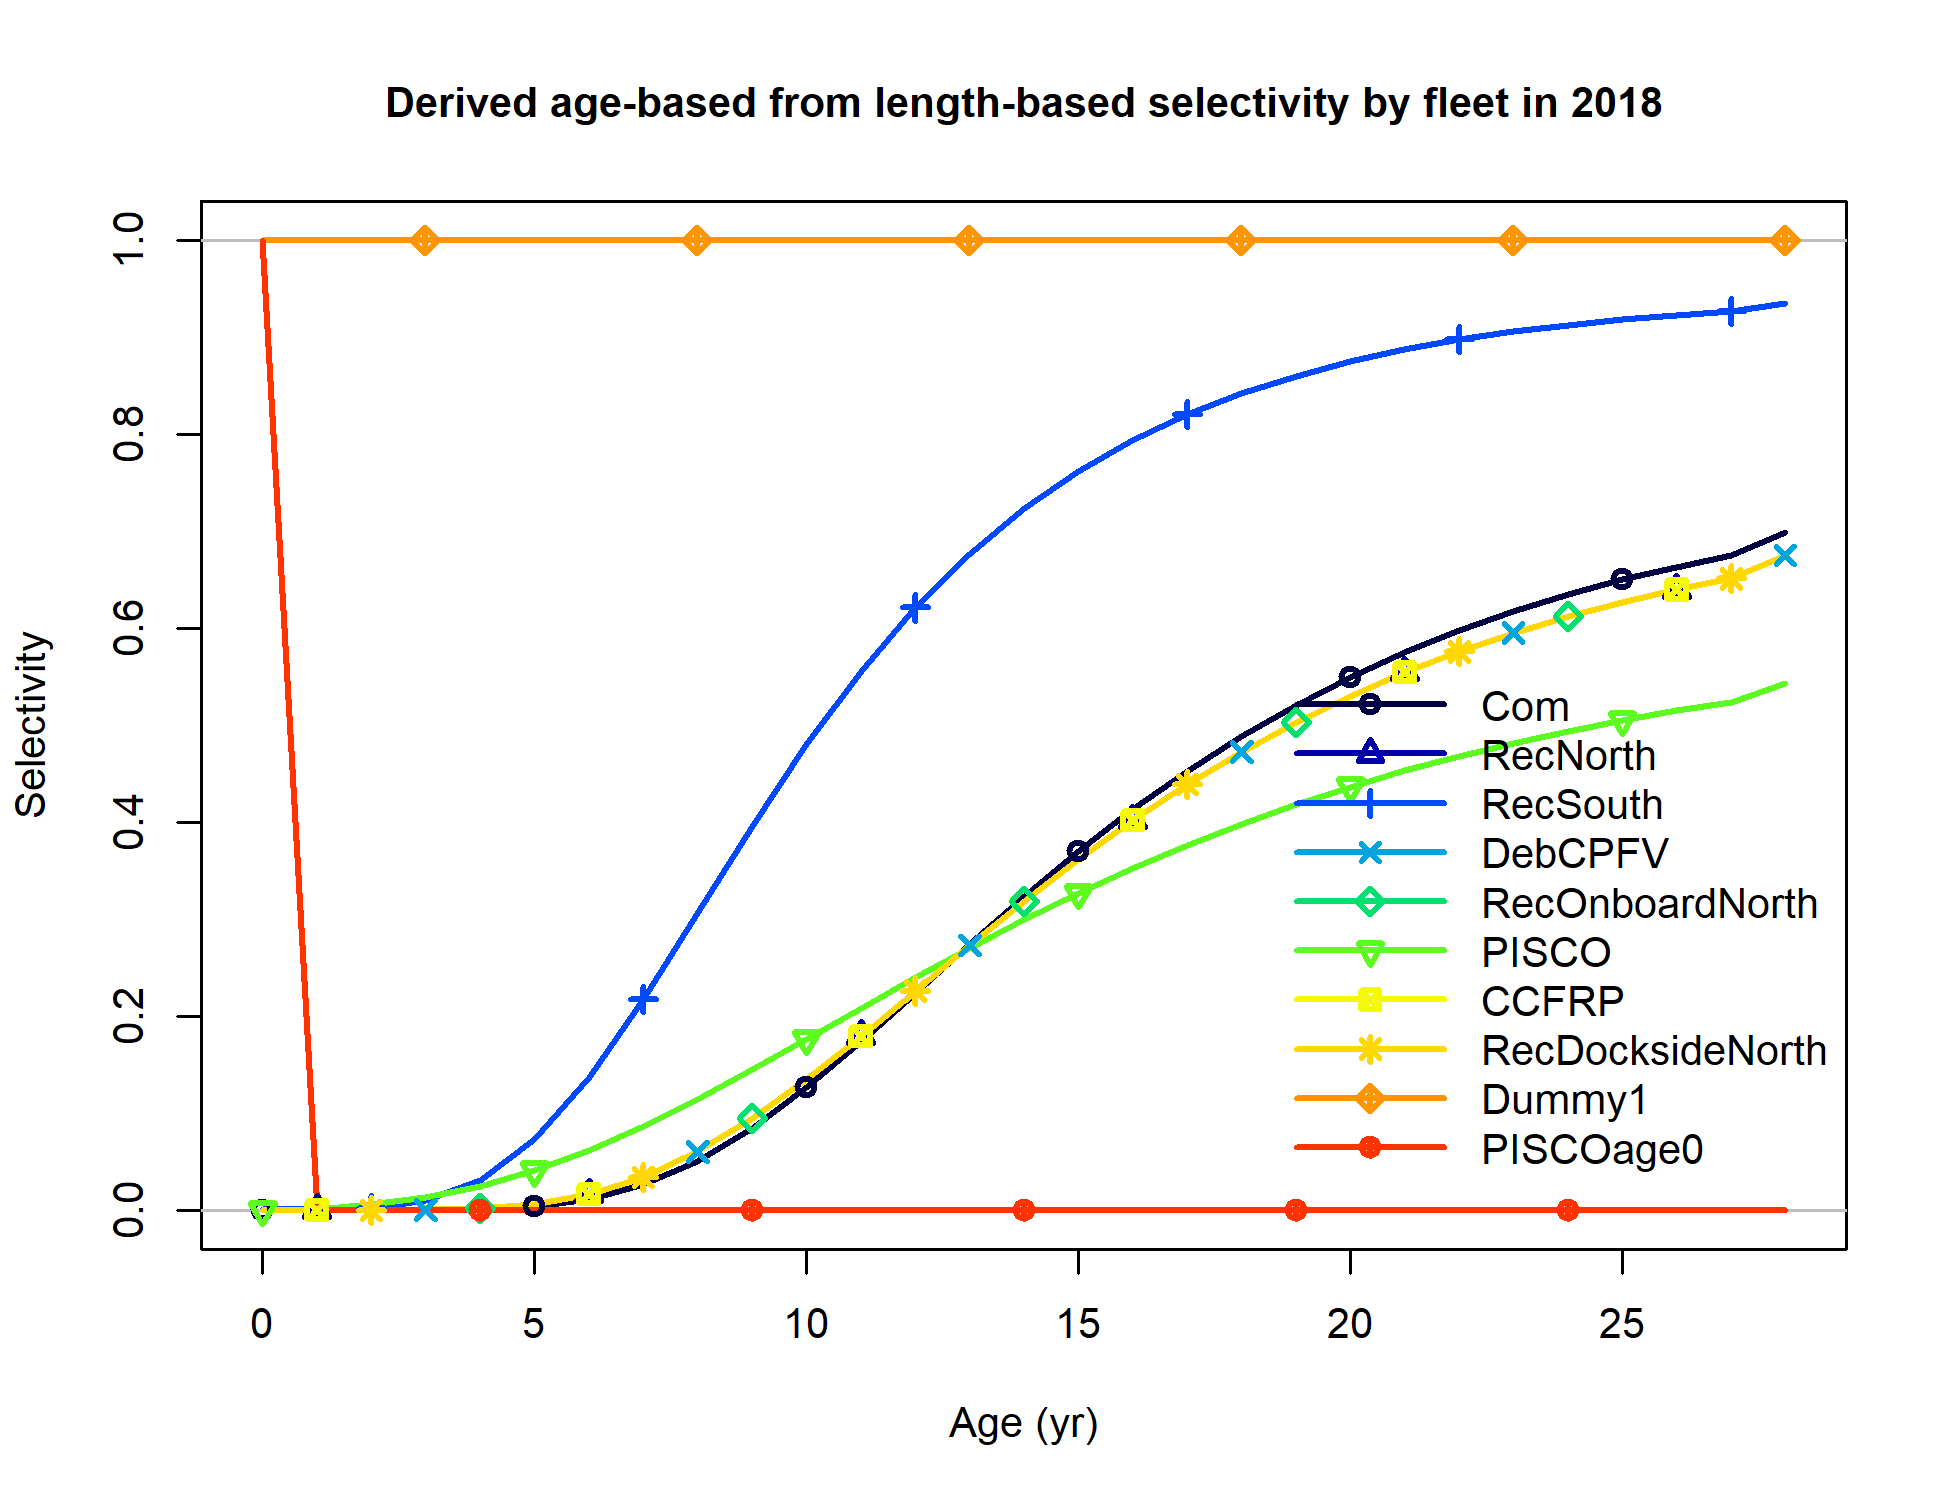 Derived age-based from length-based selectivity by fleet in 2018
1.0
0.8
0.6
0.4
0.2
0.0
Selectivity
Com
RecNorth
RecSouth
DebCPFV
RecOnboardNorth
PISCO
CCFRP
RecDocksideNorth
Dummy1
PISCOage0
0 5 10 15 20 25
Age (yr)